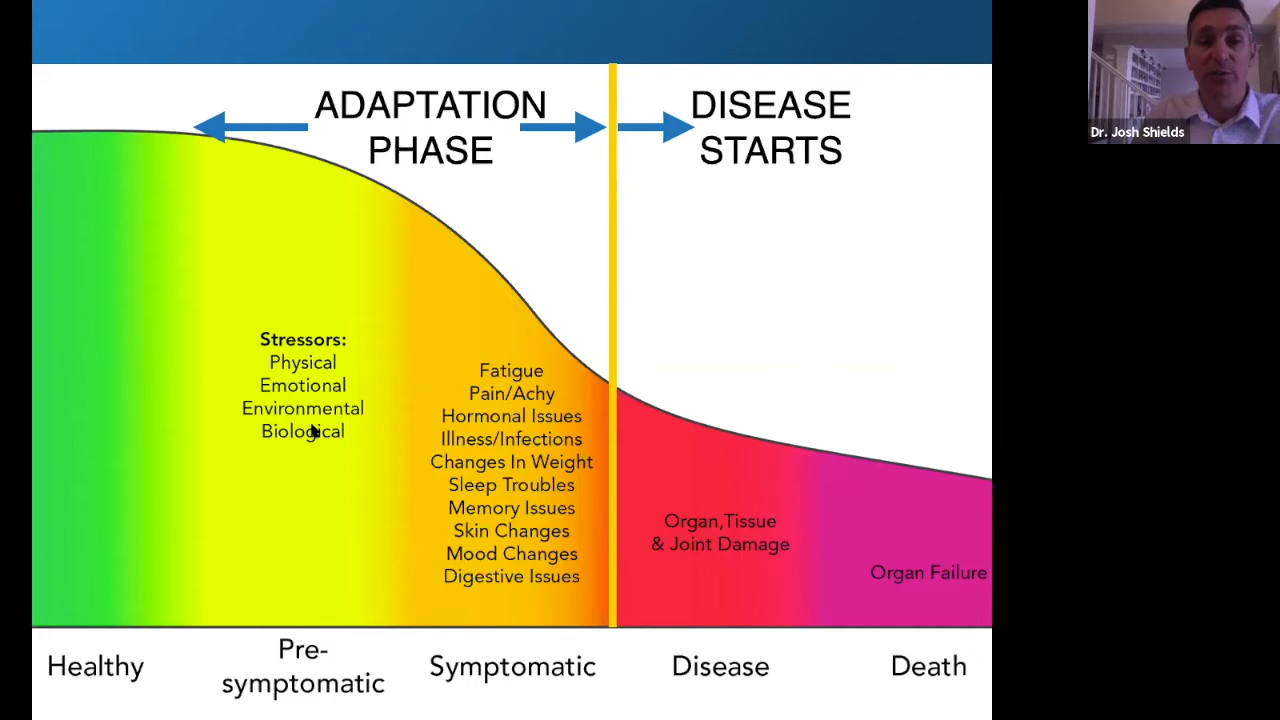 ADAPTATION
PHASE
DISEASE
STARTS
Dr. Josh Shields
Stressors:
Physical
Emotional
Environmental
Biological
Fatigue
Pain/Achy
Hormonal Issues
Illness/Infections
Changes In Weight
Sleep Troubles
Memory Issues
Skin Changes
Mood Changes
Digestive Issues
Organ,Tissue
& Joint Damage
Organ Failure
Healthy
Pre-
symptomatic
Symptomatic
Disease
Death